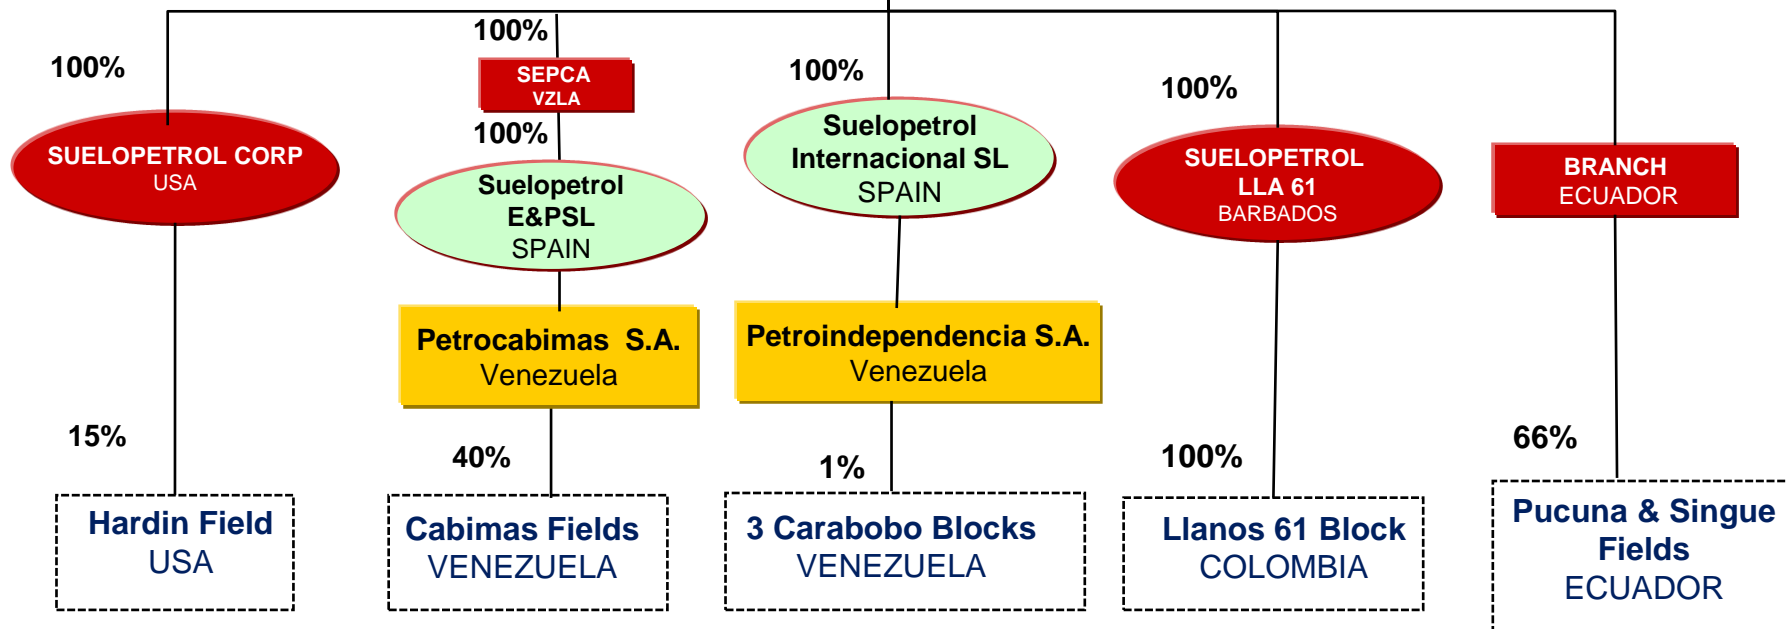 100%
SUELOPETROL CORP
USA
15%
Hardin Field
USA
100%
SEPCA
VZLA
100%
Suelopetrol
E&PSL
SPAIN
Petrocabimas S.A.
Venezuela
40%
Cabimas Fields
VENEZUELA
100%
Suelopetrol
Internacional SL
SPAIN
Petroindependencia S.A.
Venezuela
1%
3 Carabobo Blocks
VENEZUELA
100%
SUELOPETROL
LLA 61
BARBADOS
100%
Llanos 61 Block
COLOMBIA
BRANCH
ECUADOR
66%
Pucuna & Singue
Fields
ECUADOR